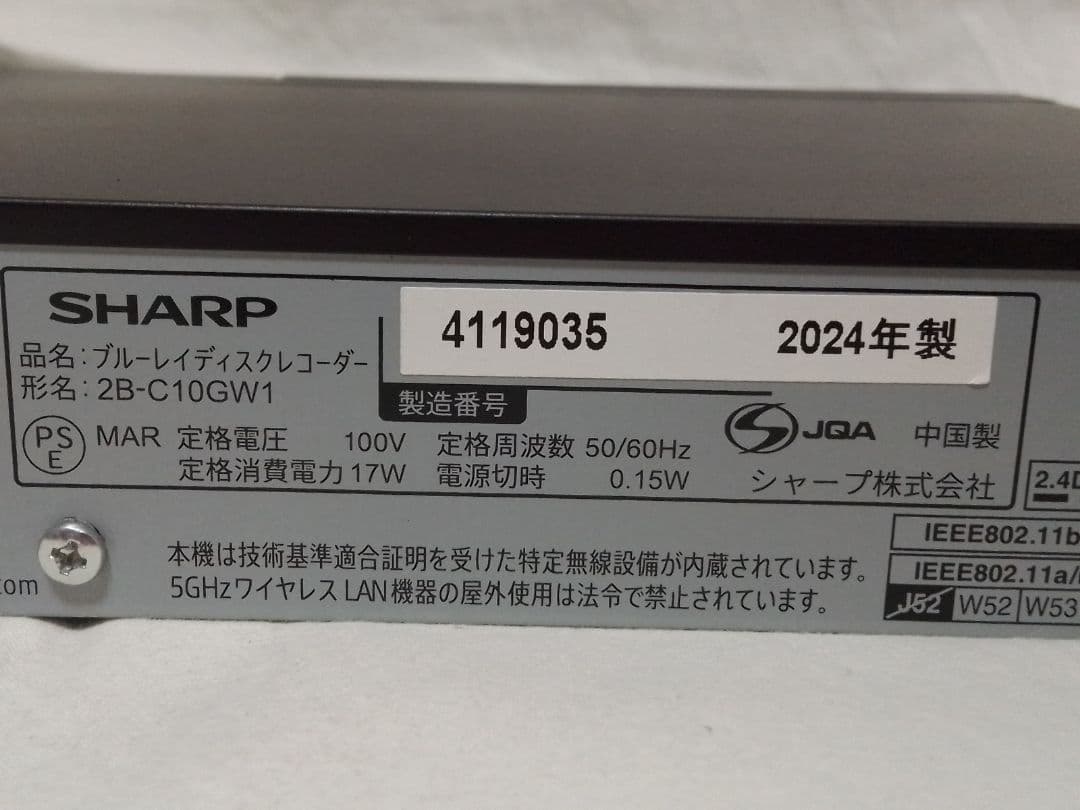 SHARP
4119035 2024年製
品名:ブルーレイディスクレコーダー
形名:2B-C10GW1
製造番号
PS
E
MAR 定格電圧 100V 定格周波数 50/60Hz
JQA 中国製
定格消費電力 17W 電源切時 0.15W
シャープ株式会社
2.4D
本機は技術基準適合証明を受けた特定無線設備が内蔵されています。
5GHzワイヤレスLAN機器の屋外使用は法令で禁止されています。
com
IEEE802.11b
IEEE802.11a/
J52 W52 W53